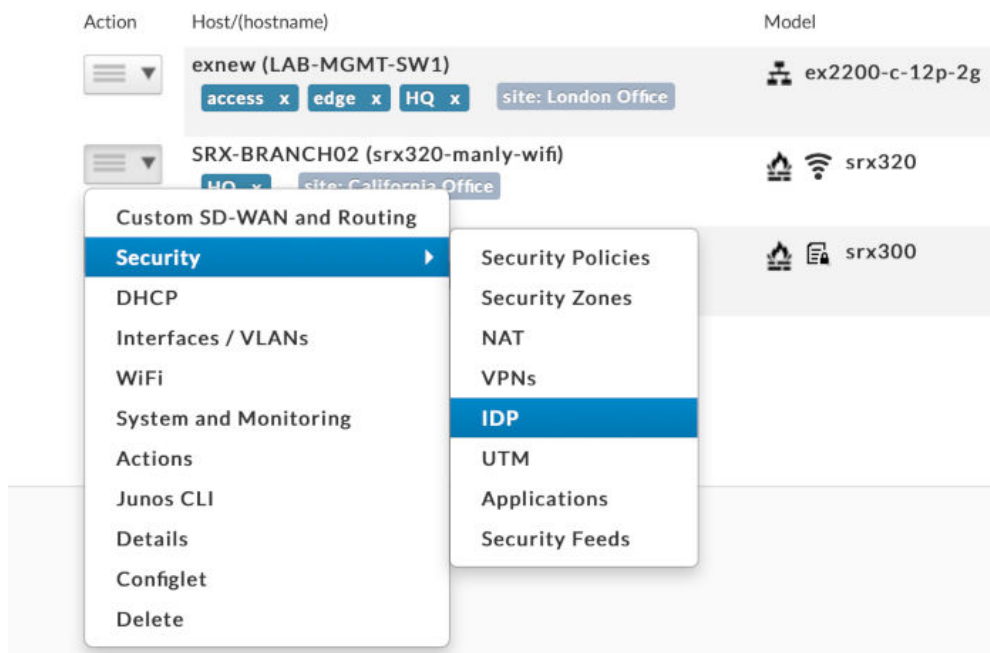 Action Host/(hostname) Model
exnew (LAB-MGMT-SW1)
ex2200-c-12p-2g
access x edge x HQ x site: London Office
SRX-BRANCH02 (srx320-manly-wifi)
srx320
HQ x site: California Office
Custom SD-WAN and Routing
Security
DHCP
Interfaces / VLANs
WiFi
System and Monitoring
Actions
Junos CLI
Details
Configlet
Delete
Security Policies
Security Zones
NAT
VPNs
IDP
UTM
Applications
Security Feeds
srx300